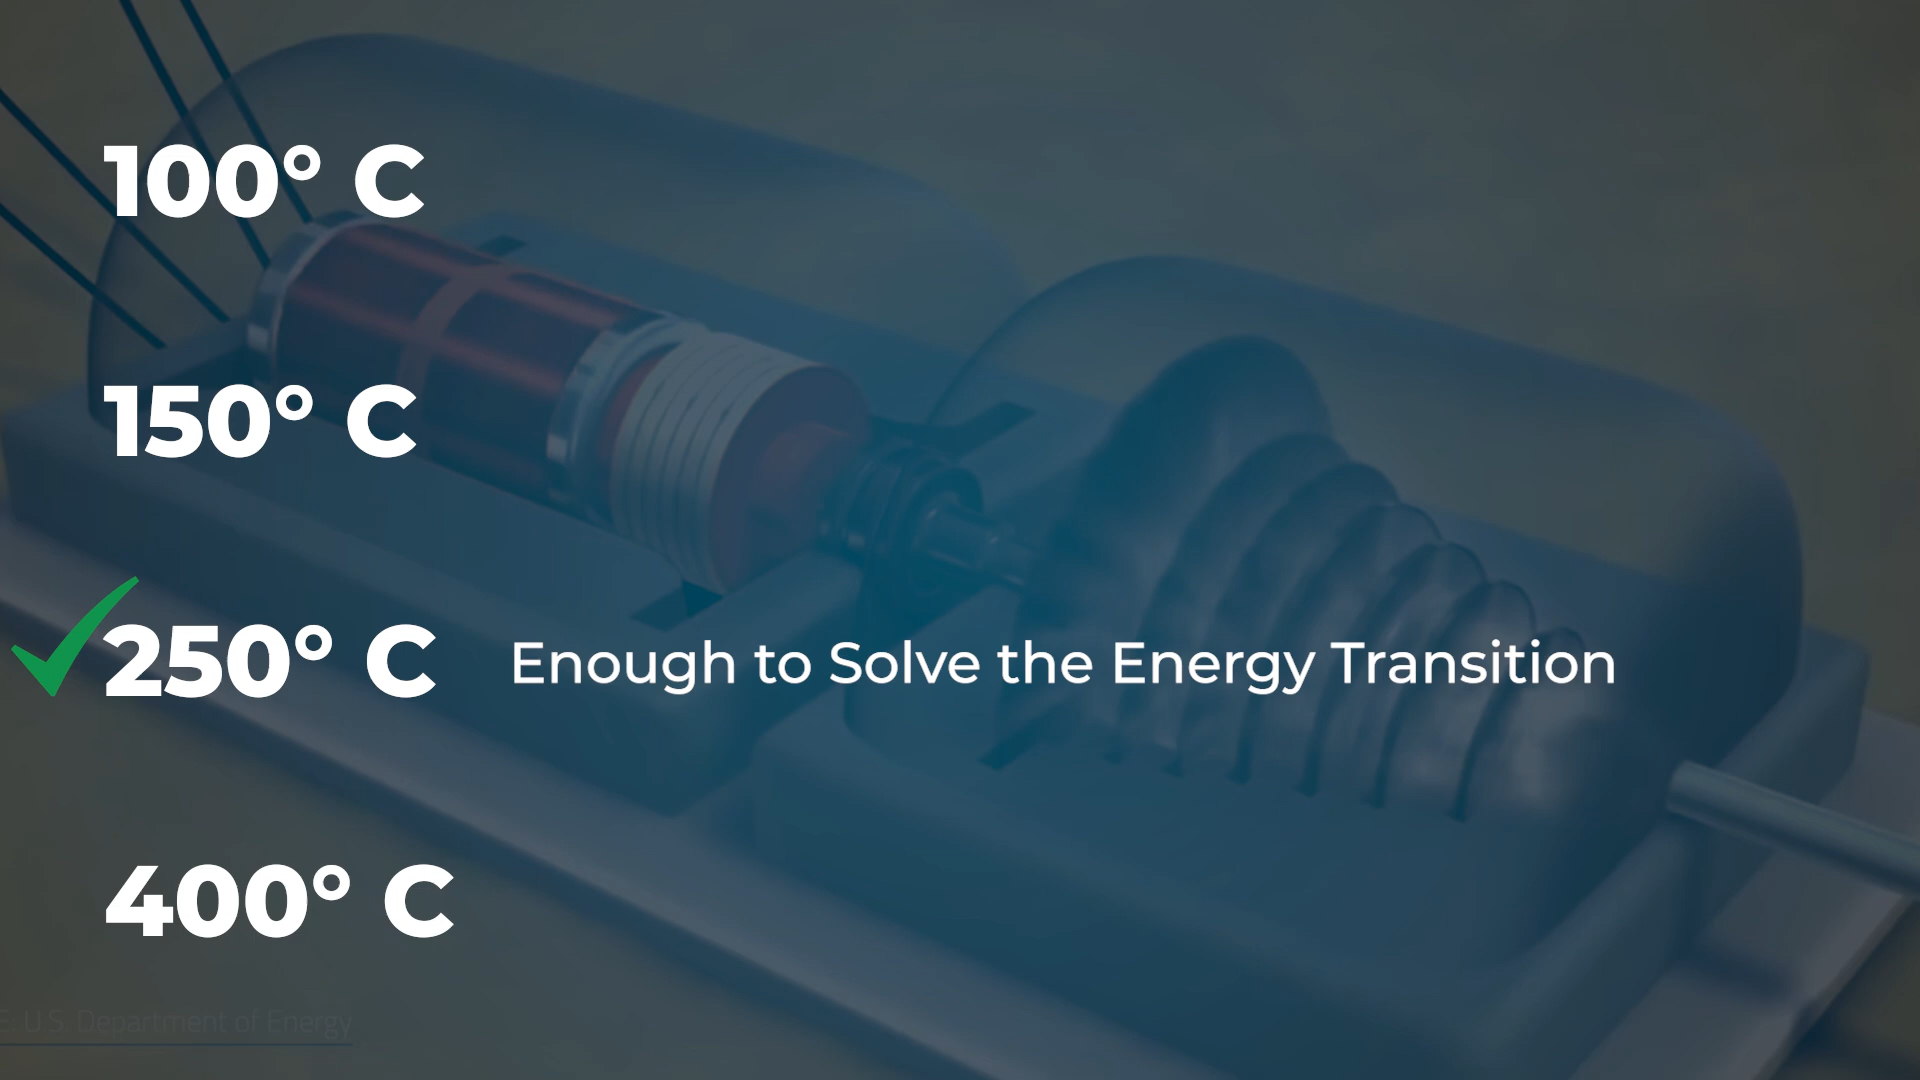 100° C
150° C
250° C Enough to Solve the Energy Transition
400° C
E: U.S. Department of Energy